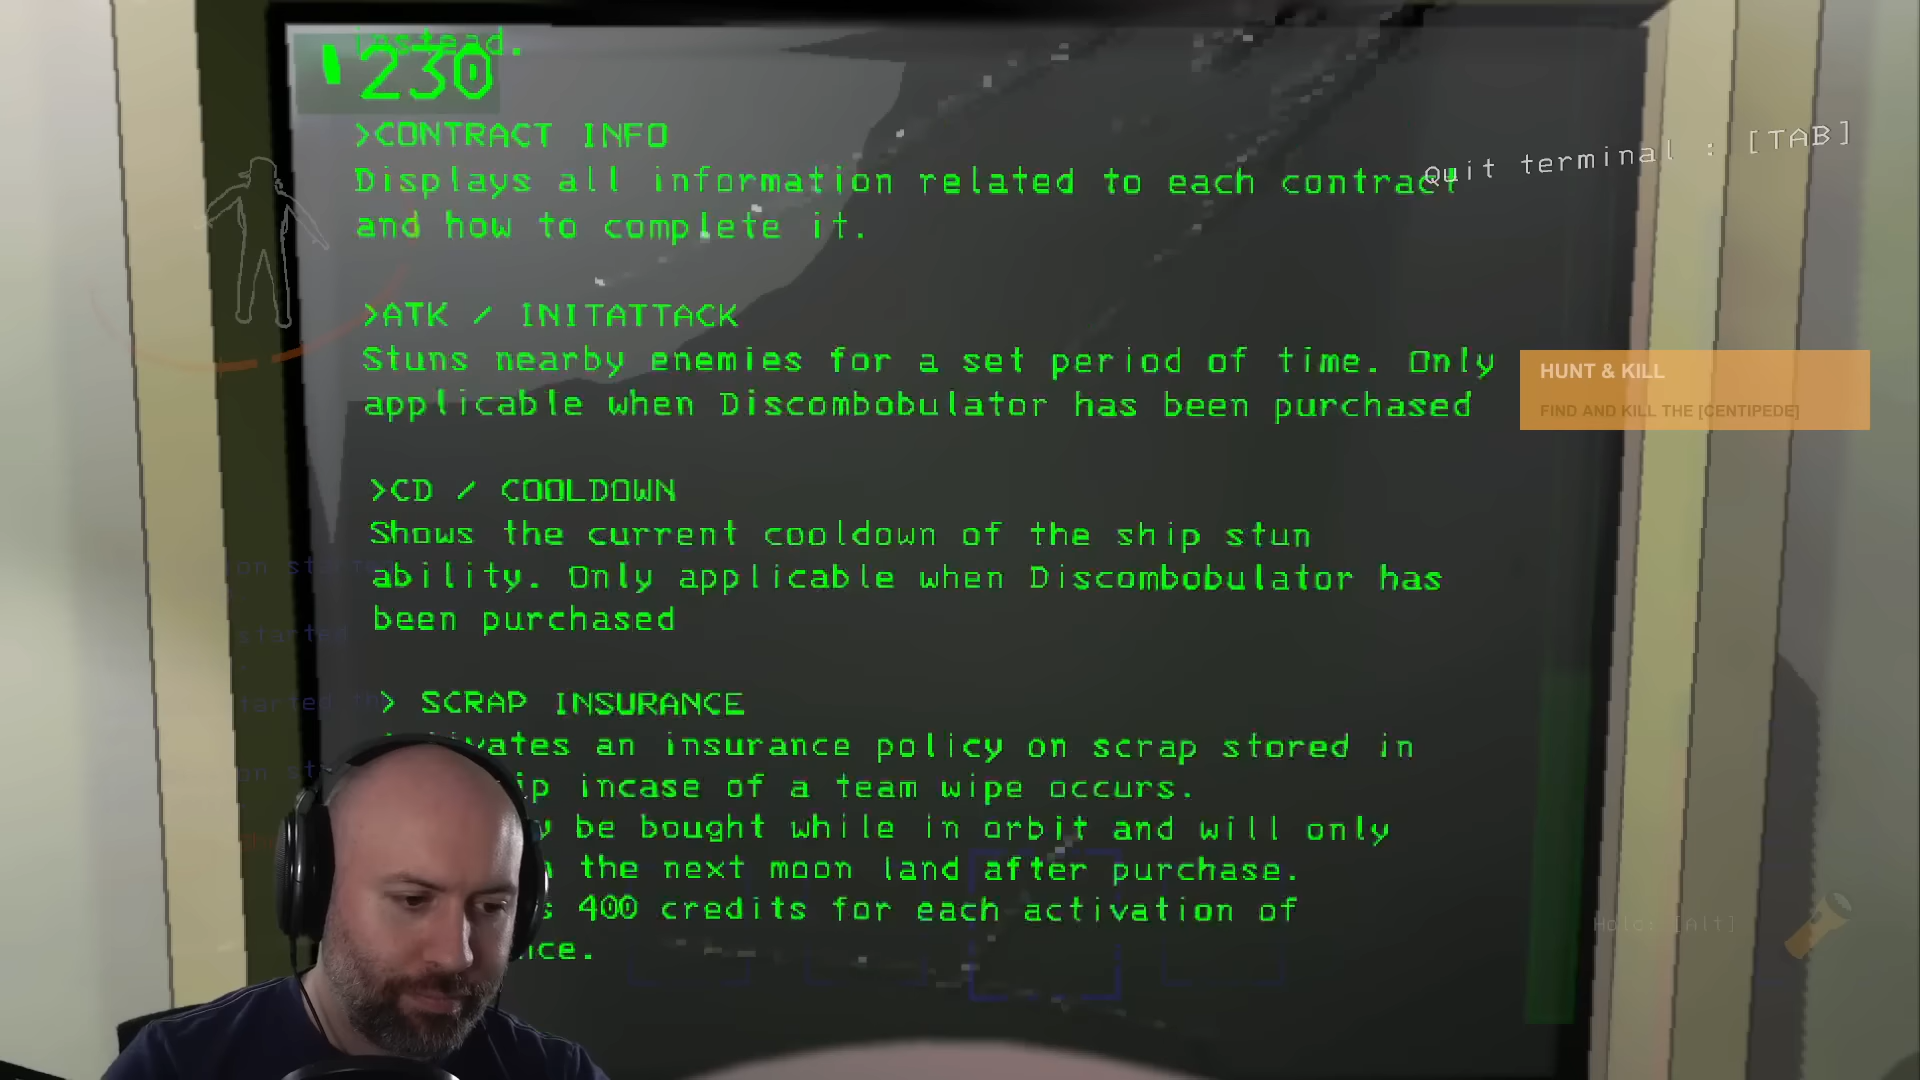 instead.
230
>CONTRACT INFO
Displays all information related to each contract
and how to complete it.
Quit terminal : [TAB]
>ATK / INITATTACK
Stuns nearby enemies for a set period of time. Only
applicable when Discombobulator has been purchased
HUNT & KILL
FIND AND KILL THE [CENTIPEDE]
>CD / COOLDOWN
Shows the current cooldown of the ship stun
ability. Only applicable when Discombobulator has
been purchased
> SCRAP INSURANCE
an insurance policy on scrap stored in
incase of a team wipe occurs.
be bought while in orbit and will only
the next moon land after purchase.
400 credits for each activation of
Hold: [Alt]
started